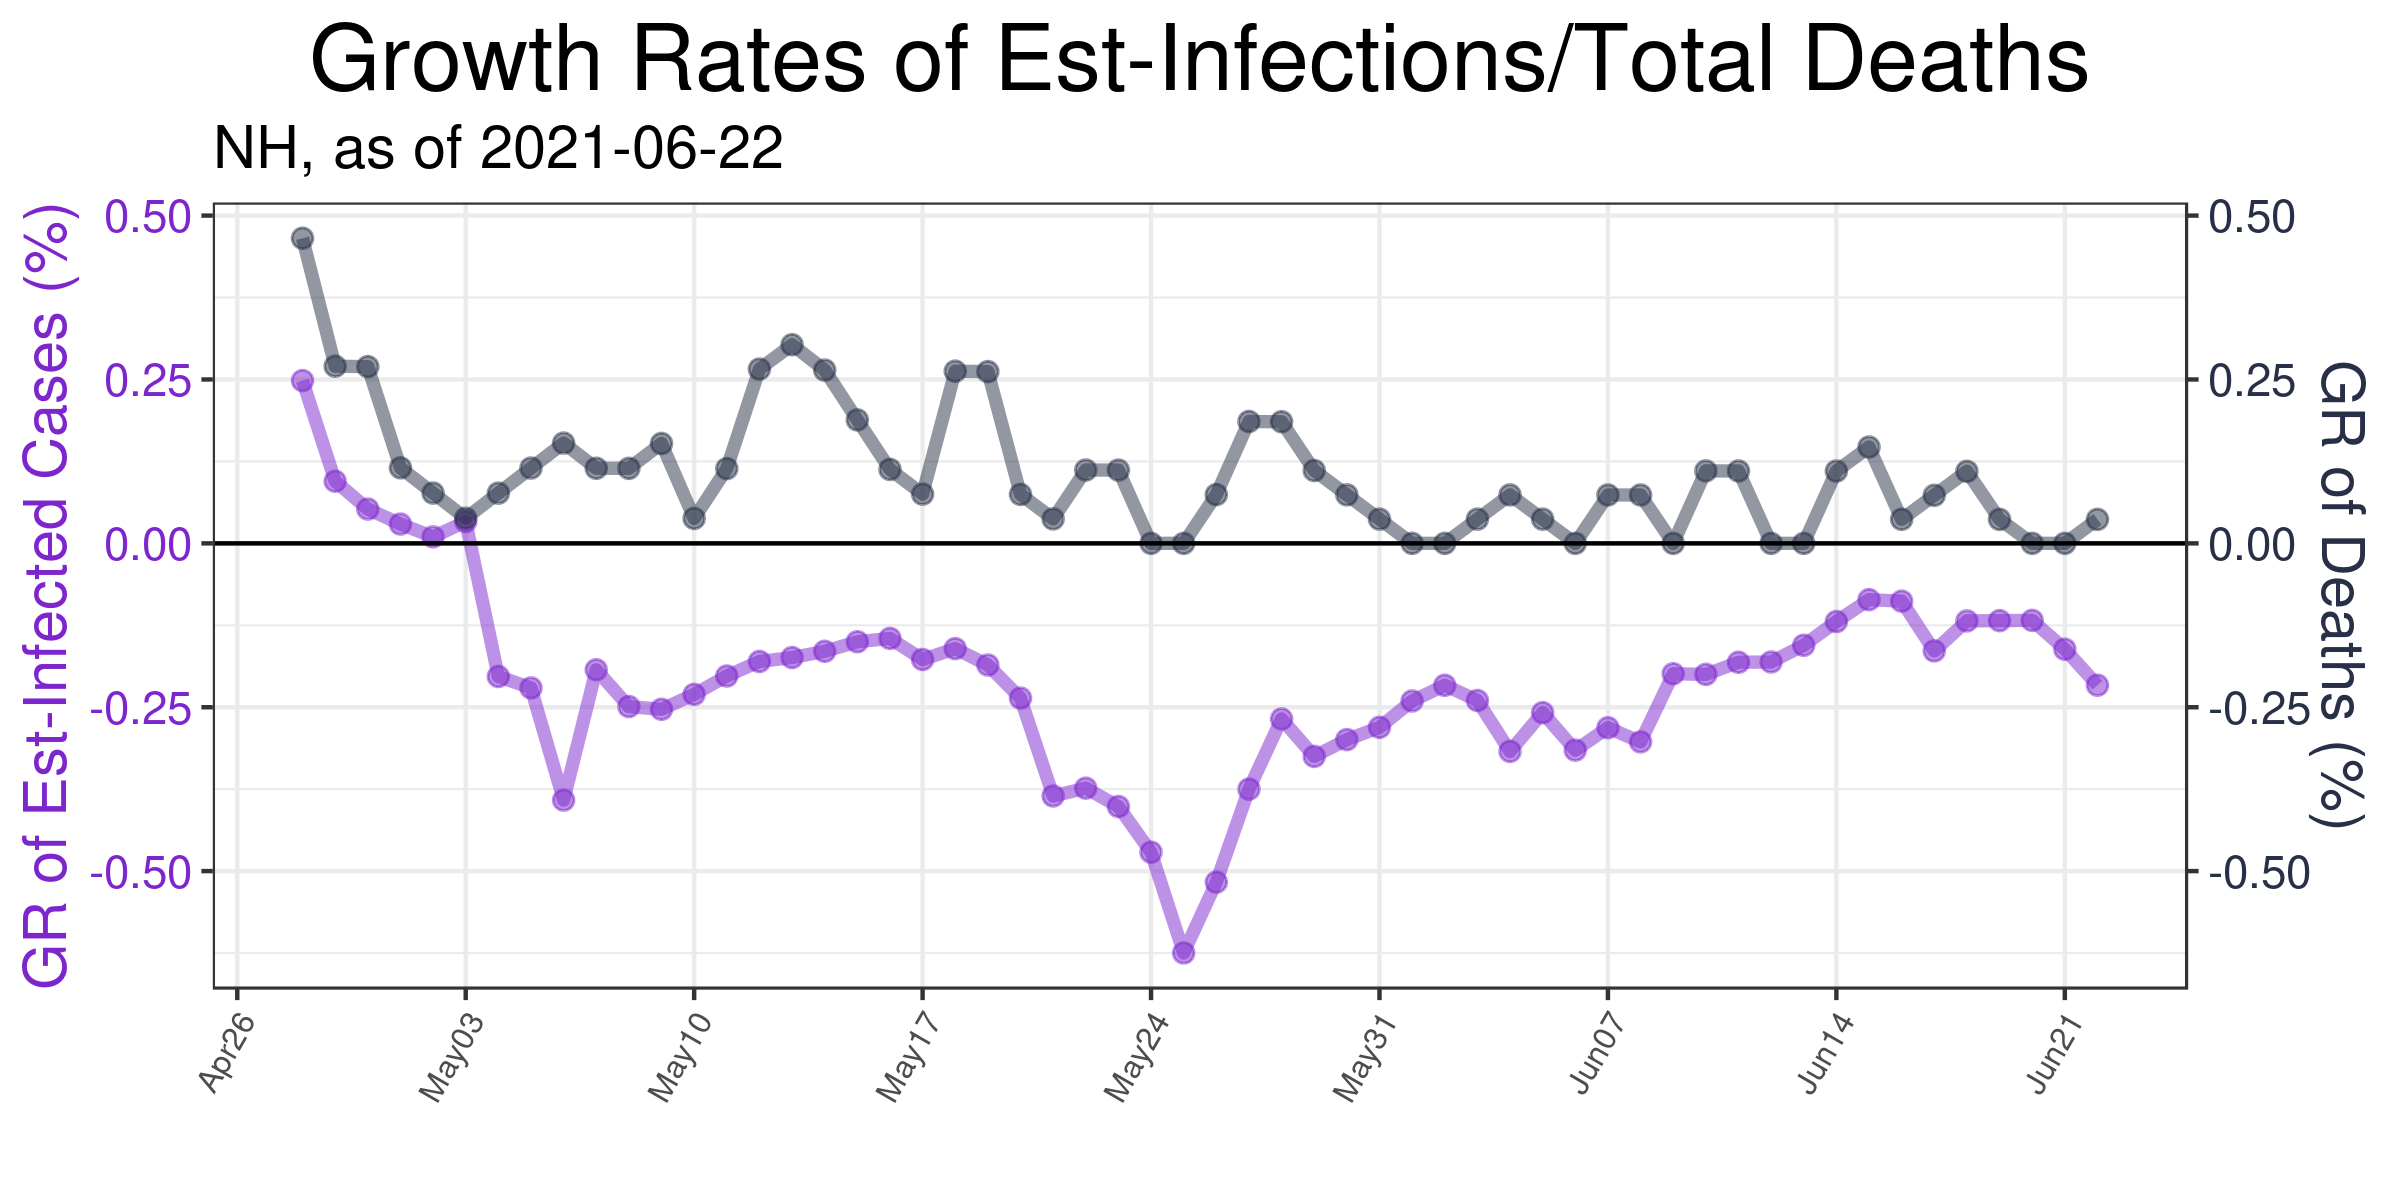 Growth Rates of Est-Infections/Total Deaths
NH, as of 2021-06-22
GR of Est-Infected Cases (%)
0.50
0.25
0.00
-0.25
-0.50
0.50
0.25
0.00
-0.25
-0.50
GR of Deaths (%)
Apr26
May03
May10
May17
May24
May31
Jun07
Jun14
Jun21